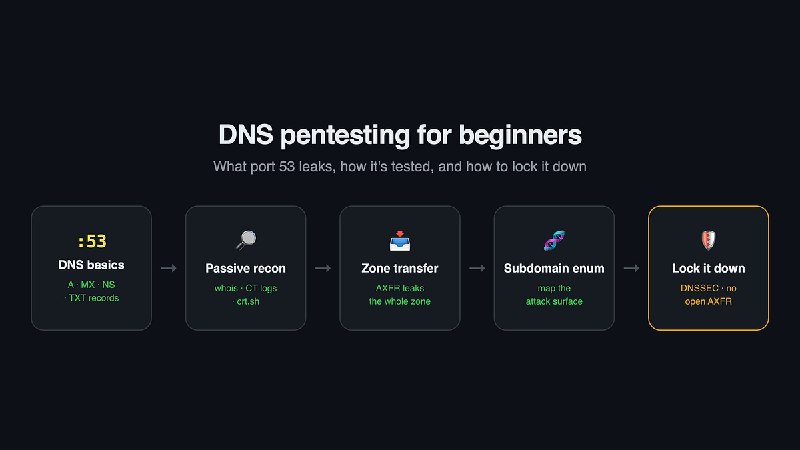 DNS pentesting for beginners
What port 53 leaks, how it's tested, and how to lock it down
:53
DNS basics
A · MX · NS
· TXT records
Passive recon
whois · CT logs
· crt.sh
Zone transfer
AXFR leaks
the whole zone
Subdomain enum
map the
attack surface
Lock it down
DNSSEC · no
open AXFR